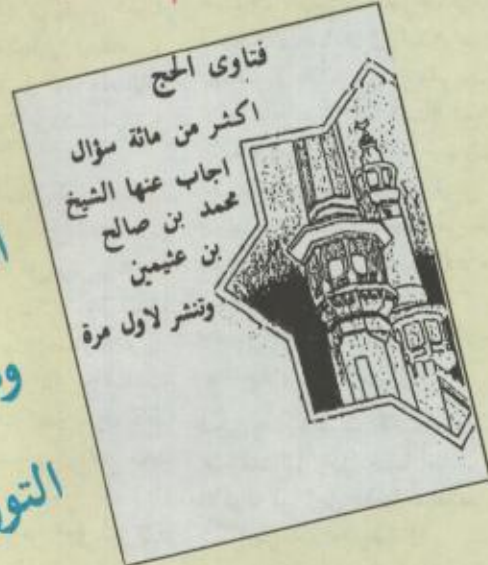 فتاوى الحج
اكثر من مائة سؤال
اجاب عنها الشيخ
محمد بن صالح
بن عثيمين
وتنشر لاول مرة